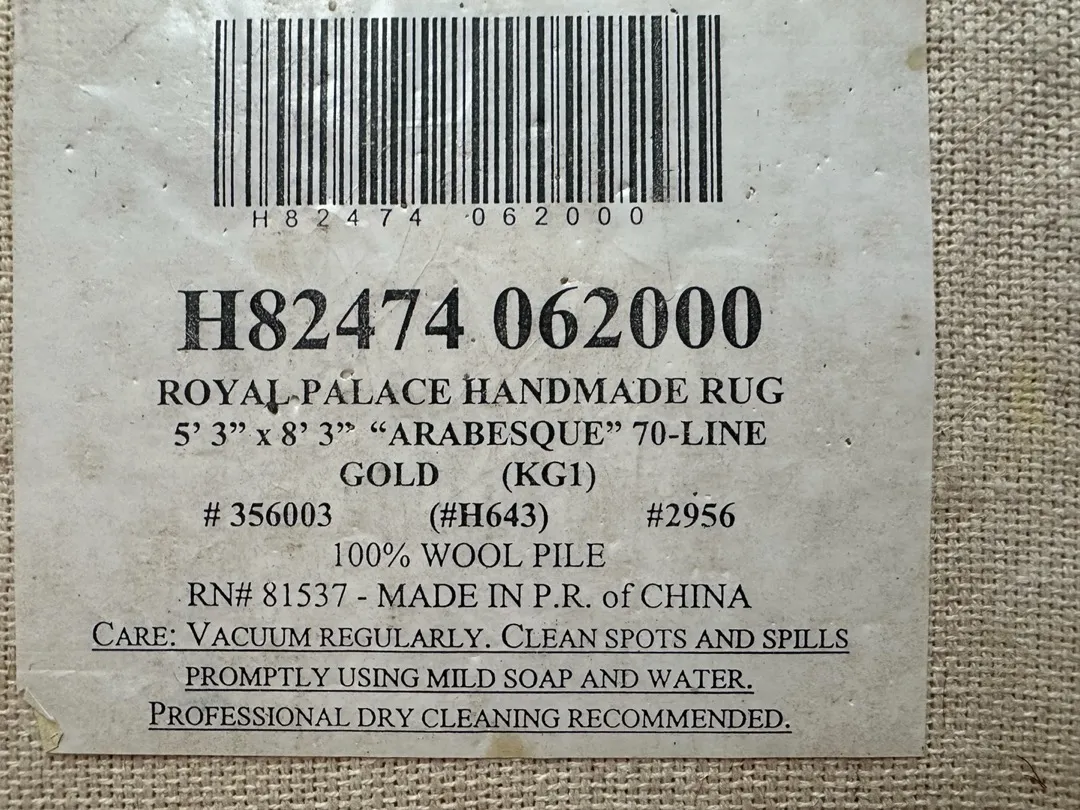 H82474 062000
H82474 062000
ROYAL PALACE HANDMADE RUG
5’ 3” x 8’ 3” “ARABESQUE” 70-LINE
GOLD (KG1)
# 356003 (#H643) #2956
100% WOOL PILE
RN# 81537 - MADE IN P.R. of CHINA
CARE: VACUUM REGULARLY. CLEAN SPOTS AND SPILLS
PROMPTLY USING MILD SOAP AND WATER.
PROFESSIONAL DRY CLEANING RECOMMENDED.